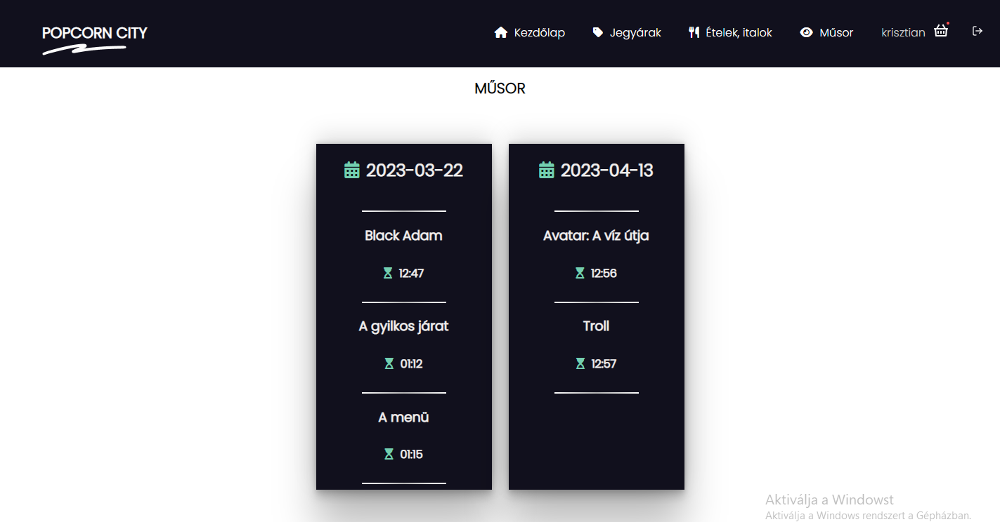 POPCORN CITY
Kezdőlap
Jegyárak
Ételek, italok
Műsor
krisztian
MŰSOR
2023-03-22
Black Adam
12:47
A gyilkos járat
01:12
A menü
01:15
2023-04-13
Avatar: A víz útja
12:56
Troll
12:57
Aktiválja a Windowst
Aktiválja a Windows rendszert a Gépházban.